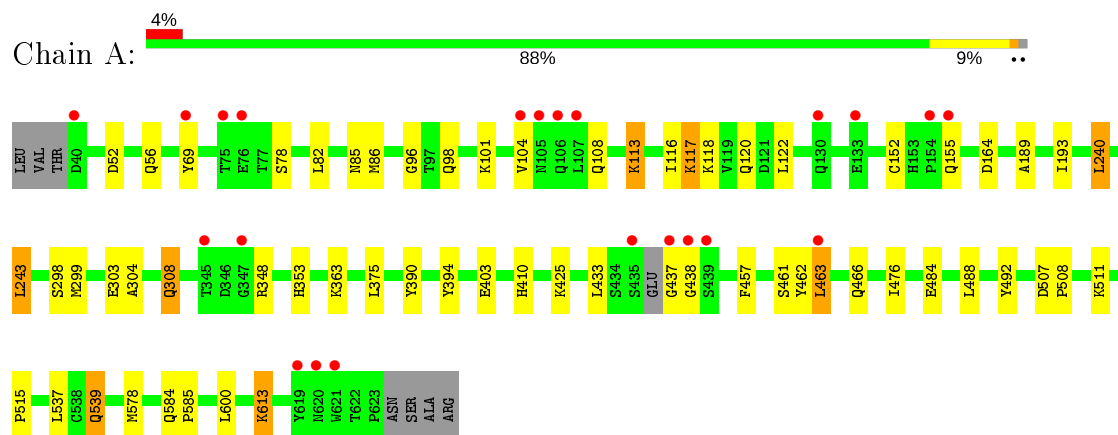 4%
Chain A:
88%
9%
LEU VAL THR D40 D52 Q56 Y69 T75 E76 T77 S78 L82 N85 M86 G96 T97 Q98 K101 V104 N105 Q106 L107 Q108 K113 I116 K117 K118 V119 Q120 D121 L122 Q130 E133 C152 H153 P154 Q155 D164 A189 I193 L240
L243 S298 M299 E303 A304 Q308 T345 D346 G347 R348 H353 K363 L375 Y390 Y394 E403 H410 K425 L433 S434 S435 GLU G437 G438 S439 F457 S461 Y462 L463 Q466 I476 E484 L488 Y492 D507 P508 K511
P515 L537 C538 Q539 M578 Q584 P585 L600 K613 Y619 N620 W621 T622 P623 ASN SER ALA ARG